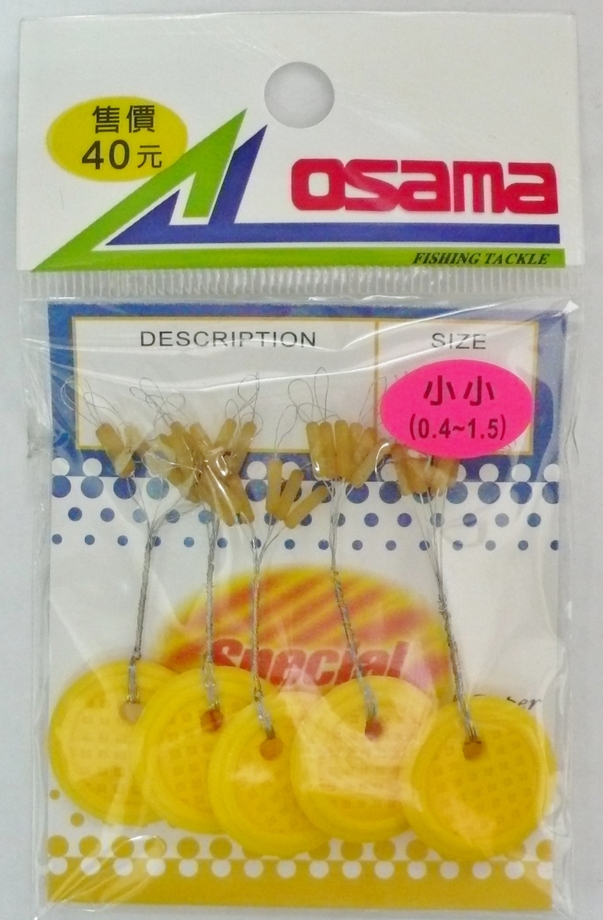 售價
40元
osama
FISHING TACKLE
DESCRIPTION
SIZE
小小
(0.4~1.5)
Special